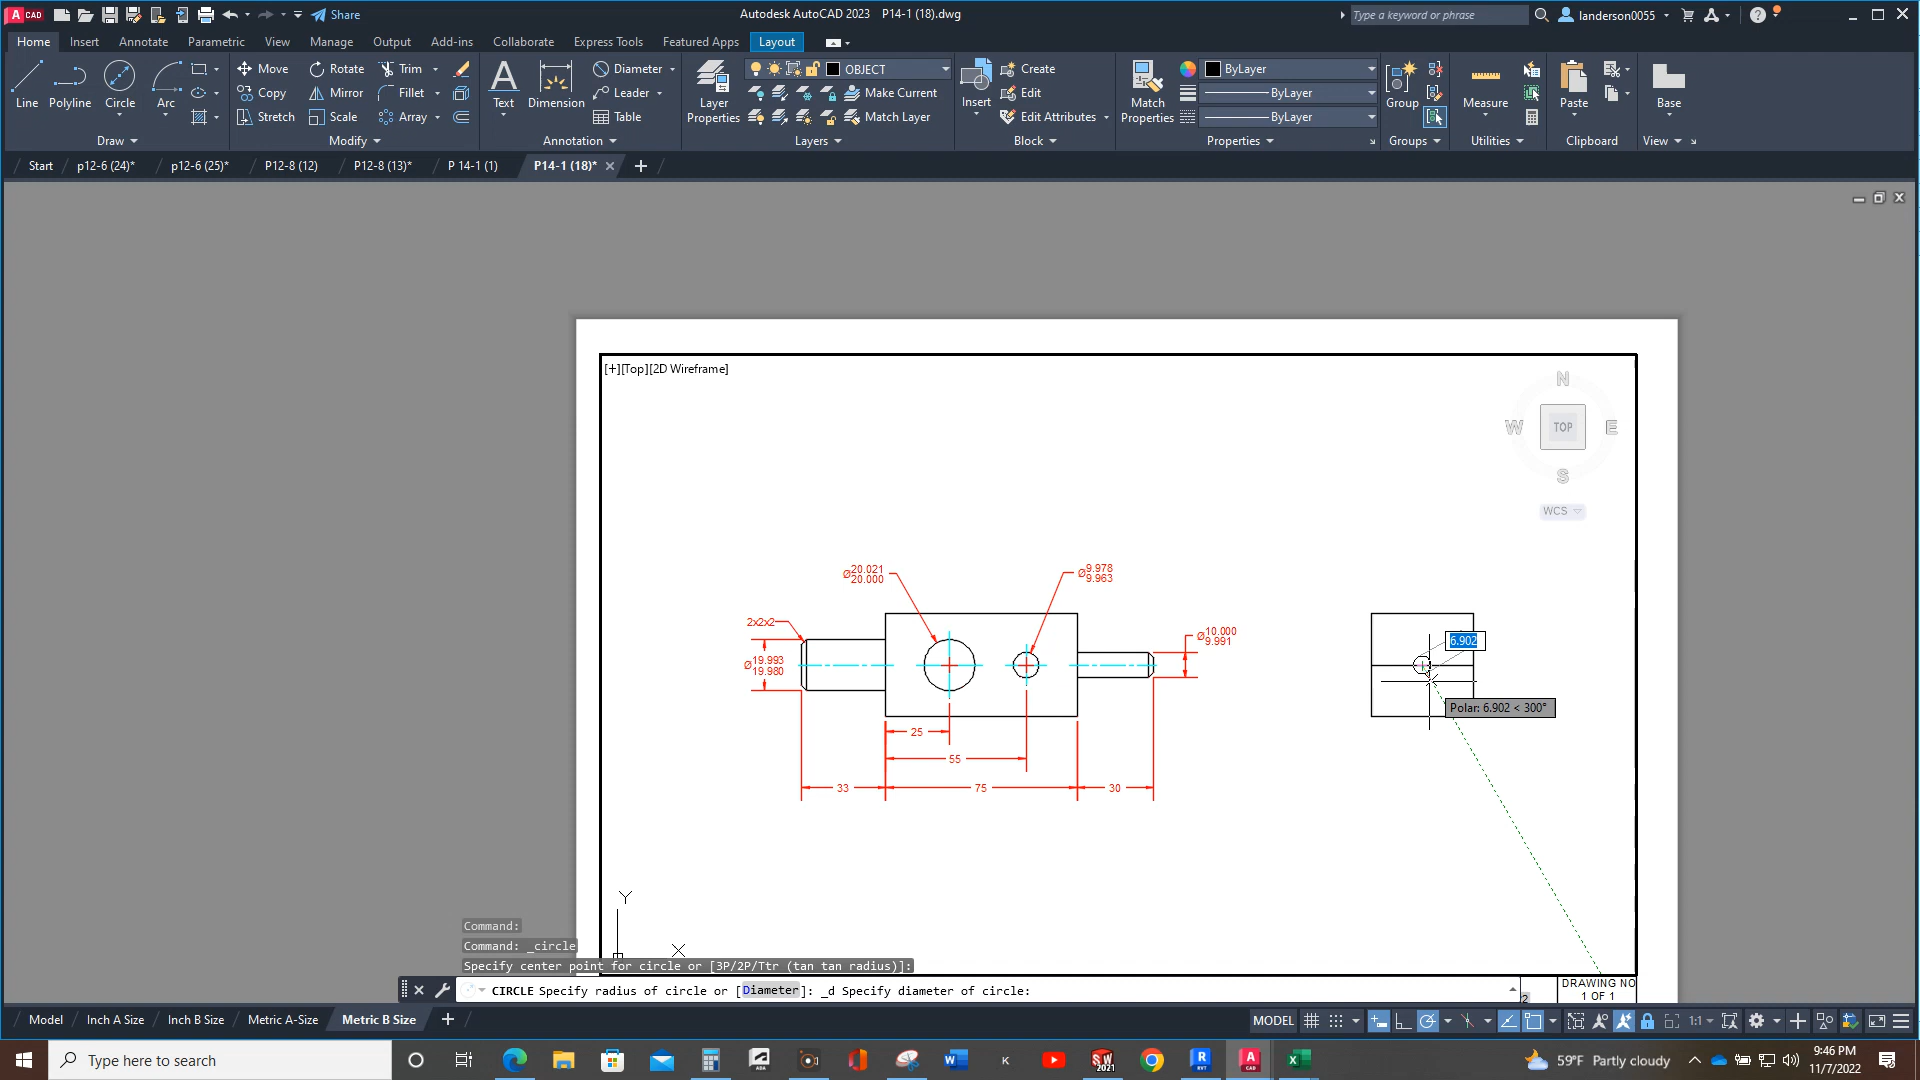 A CAD Share Autodesk AutoCAD 2023 P14-1 (18).dwg Type a keyword or phrase landerson0055
Home Insert Annotate Parametric View Manage Output Add-ins Collaborate Express Tools Featured Apps Layout
Move Rotate Trim Diameter OBJECT Create ByLayer
Line Polyline Circle Arc Copy Mirror Fillet Text Dimension Leader Layer Properties Make Current Insert Edit Match Properties ByLayer Group Measure Paste Base
Stretch Scale Array Table Match Layer Edit Attributes ByLayer
Draw Modify Annotation Layers Block Properties Groups Utilities Clipboard View
Start p12-6 (24)* p12-6 (25)* P12-8 (12) P12-8 (13)* P 14-1 (1) P14-1 (18)*
[+][Top][2D Wireframe]
N
W TOP E
S
WCS
Ø20.021
20.000
Ø9.978
9.963
2x2x2
Ø10.000
9.991
Ø19.993
19.980
6.902
Polar: 6.902 < 300°
25
55
33 75 30
Y
X
Command:
Command: _circle
Specify center point for circle or [3P/2P/Ttr (tan tan radius)]:
CIRCLE Specify radius of circle or [Diameter]: _d Specify diameter of circle:
DRAWING NO
1 OF 1
2
Model Inch A Size Inch B Size Metric A-Size Metric B Size MODEL 1:1
Type here to search 59°F Partly cloudy 9:46 PM
11/7/2022